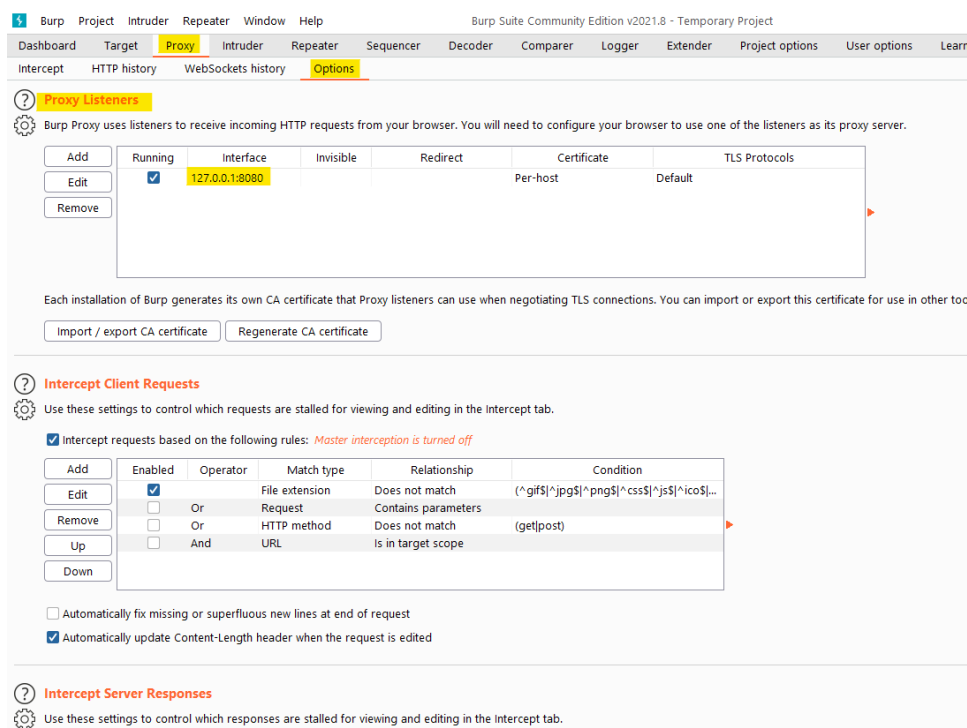 Burp Project Intruder Repeater Window Help Burp Suite Community Edition v2021.8 - Temporary Project
Dashboard Target Proxy Intruder Repeater Sequencer Decoder Comparer Logger Extender Project options User options Learn
Intercept HTTP history WebSockets history Options
Proxy Listeners
Burp Proxy uses listeners to receive incoming HTTP requests from your browser. You will need to configure your browser to use one of the listeners as its proxy server.
Add Running Interface Invisible Redirect Certificate TLS Protocols
Edit 127.0.0.1:8080 Per-host Default
Remove
Each installation of Burp generates its own CA certificate that Proxy listeners can use when negotiating TLS connections. You can import or export this certificate for use in other too
Import / export CA certificate Regenerate CA certificate
Intercept Client Requests
Use these settings to control which requests are stalled for viewing and editing in the Intercept tab.
Intercept requests based on the following rules: Master interception is turned off
Add Enabled Operator Match type Relationship Condition
Edit File extension Does not match (^gif$|^jpg$|^png$|^css$|^js$|^ico$|...
Or Request Contains parameters
Remove Or HTTP method Does not match (get|post)
Up And URL Is in target scope
Down
Automatically fix missing or superfluous new lines at end of request
Automatically update Content-Length header when the request is edited
Intercept Server Responses
Use these settings to control which responses are stalled for viewing and editing in the Intercept tab.